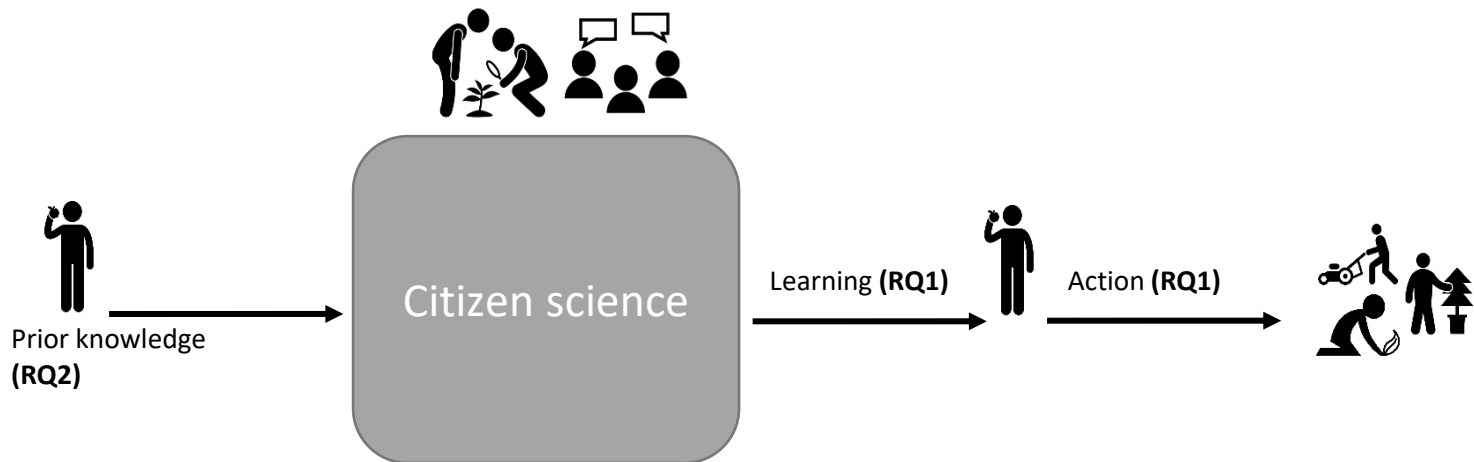 Citizen science
Learning (RQ1)
Action (RQ1)
Prior knowledge
(RQ2)